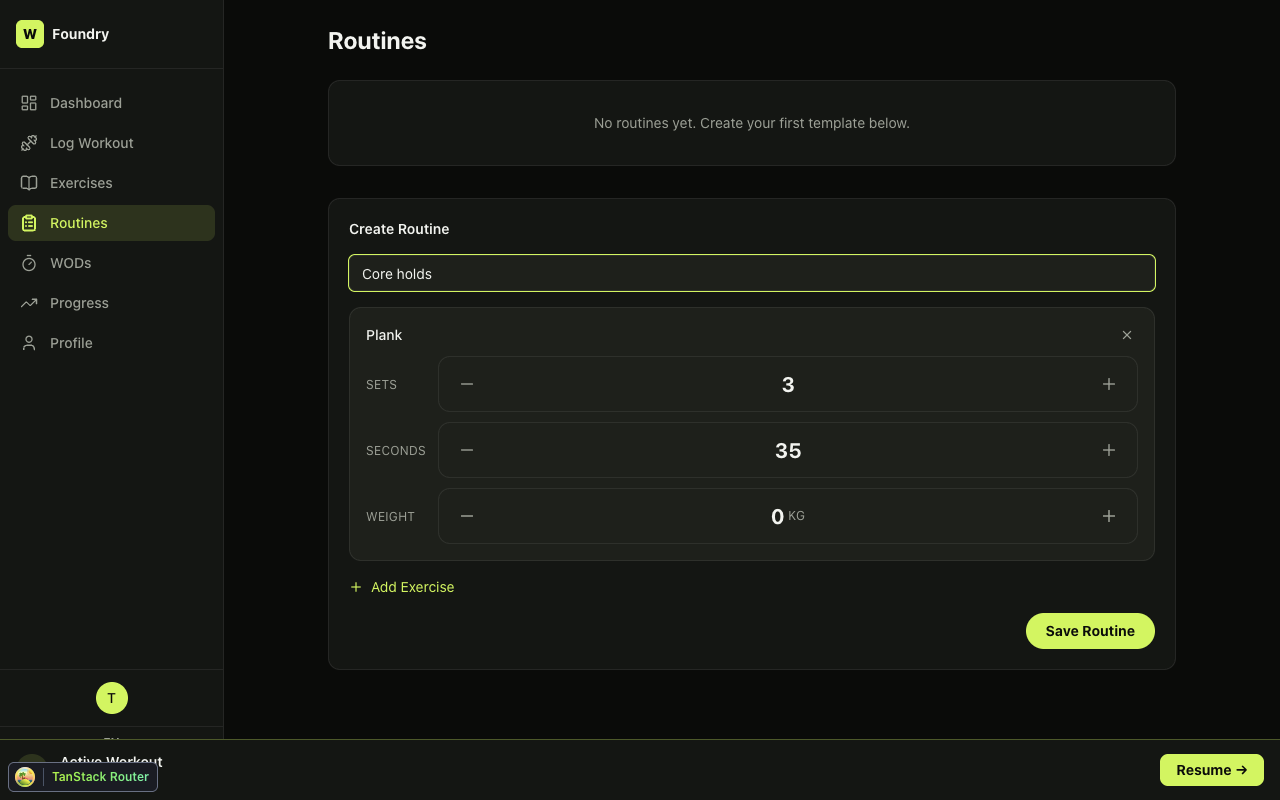 W Foundry
Dashboard
Log Workout
Exercises
Routines
WODs
Progress
Profile
T
Routines
No routines yet. Create your first template below.
Create Routine
Core holds
Plank
SETS
3
SECONDS
35
WEIGHT
0 KG
Add Exercise
Save Routine
Active Workout
TanStack Router
Resume →